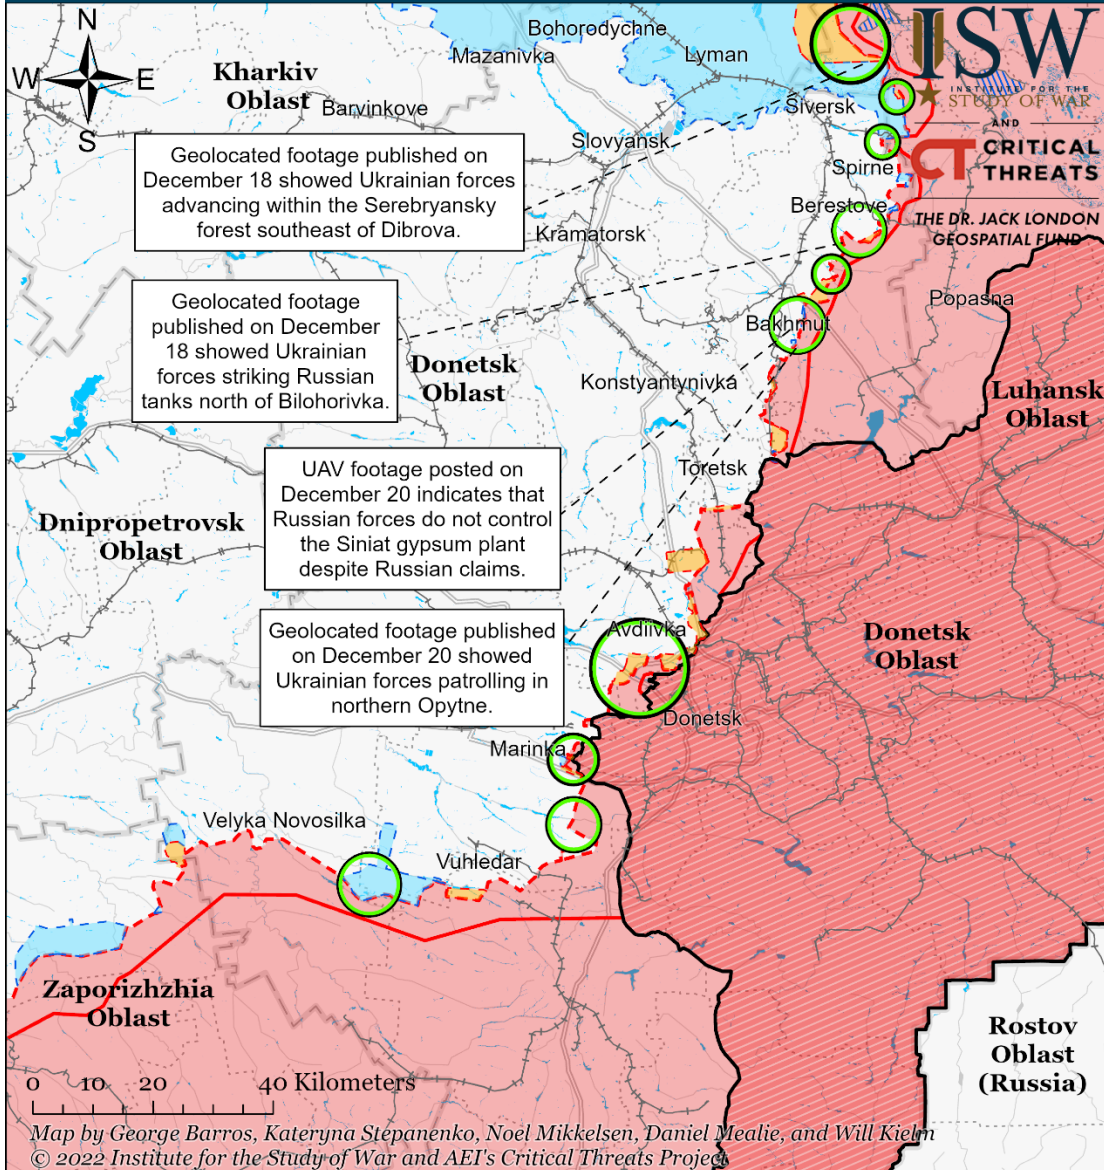 N
W E
S
Bohorodychne
Mazanivka
Lyman
Kharkiv
Oblast
Barvinkove
Siversk
Slovyansk
ISW
INSTITUTE FOR THE
STUDY OF WAR
AND
CT CRITICAL
THREATS
THE DR. JACK LONDON
GEOSPATIAL FUND
Geolocated footage published on
December 18 showed Ukrainian forces
advancing within the Serebryansky
forest southeast of Dibrova.
Spirne
Berestove
Kramatorsk
Geolocated footage
published on December
18 showed Ukrainian
forces striking Russian
tanks north of Bilohorivka.
Popasna
Bakhmut
Donetsk
Oblast
Konstyantynivka
Luhansk
Oblast
Toretsk
UAV footage posted on
December 20 indicates that
Russian forces do not control
the Siniat gypsum plant
despite Russian claims.
Dnipropetrovsk
Oblast
Geolocated footage published
on December 20 showed
Ukrainian forces patrolling in
northern Opytne.
Avdiivka
Donetsk
Oblast
Donetsk
Marinka
Velyka Novosilka
Vuhledar
Zaporizhzhia
Oblast
Rostov
Oblast
(Russia)
0 10 20 40 Kilometers
Map by George Barros, Kateryna Stepanenko, Noel Mikkelsen, Daniel Mealie, and Will Kielm
© 2022 Institute for the Study of War and AEI's Critical Threats Project